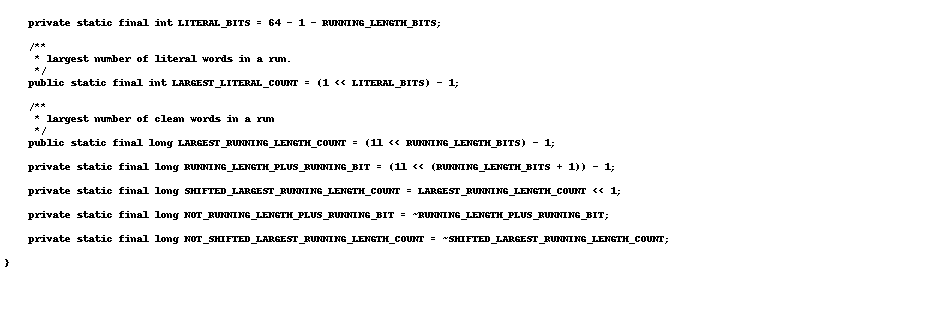 private static final int LITERAL_BITS = 64 - 1 - RUNNING_LENGTH_BITS;
/**
* largest number of literal words in a run.
*/
public static final int LARGEST_LITERAL_COUNT = (1 << LITERAL_BITS) - 1;
/**
* largest number of clean words in a run
*/
public static final long LARGEST_RUNNING_LENGTH_COUNT = (1l << RUNNING_LENGTH_BITS) - 1;
private static final long RUNNING_LENGTH_PLUS_RUNNING_BIT = (1l << (RUNNING_LENGTH_BITS + 1)) - 1;
private static final long SHIFTED_LARGEST_RUNNING_LENGTH_COUNT = LARGEST_RUNNING_LENGTH_COUNT << 1;
private static final long NOT_RUNNING_LENGTH_PLUS_RUNNING_BIT = ~RUNNING_LENGTH_PLUS_RUNNING_BIT;
private static final long NOT_SHIFTED_LARGEST_RUNNING_LENGTH_COUNT = ~SHIFTED_LARGEST_RUNNING_LENGTH_COUNT;
}